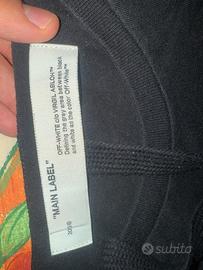 OFF-WHITE c/o VIRGIL ABLOH™
Defining the grey area between black
and white as the color Off-White™
"MAIN LABEL"
subito